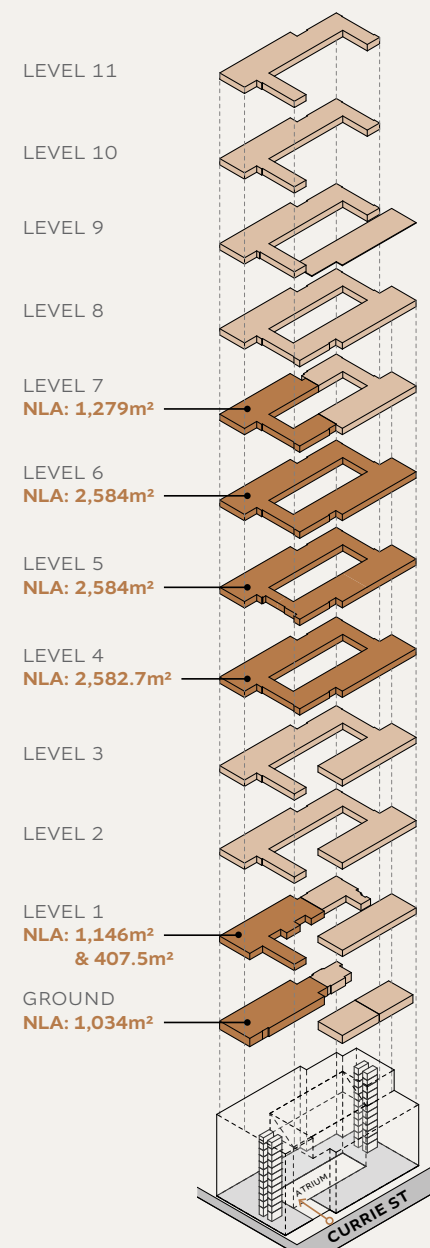 LEVEL 11
LEVEL 10
LEVEL 9
LEVEL 8
LEVEL 7
NLA: 1,279m²
LEVEL 6
NLA: 2,584m²
LEVEL 5
NLA: 2,584m²
LEVEL 4
NLA: 2,582.7m²
LEVEL 3
LEVEL 2
LEVEL 1
NLA: 1,146m²
& 407.5m²
GROUND
NLA: 1,034m²
ATRIUM
CURRIE ST